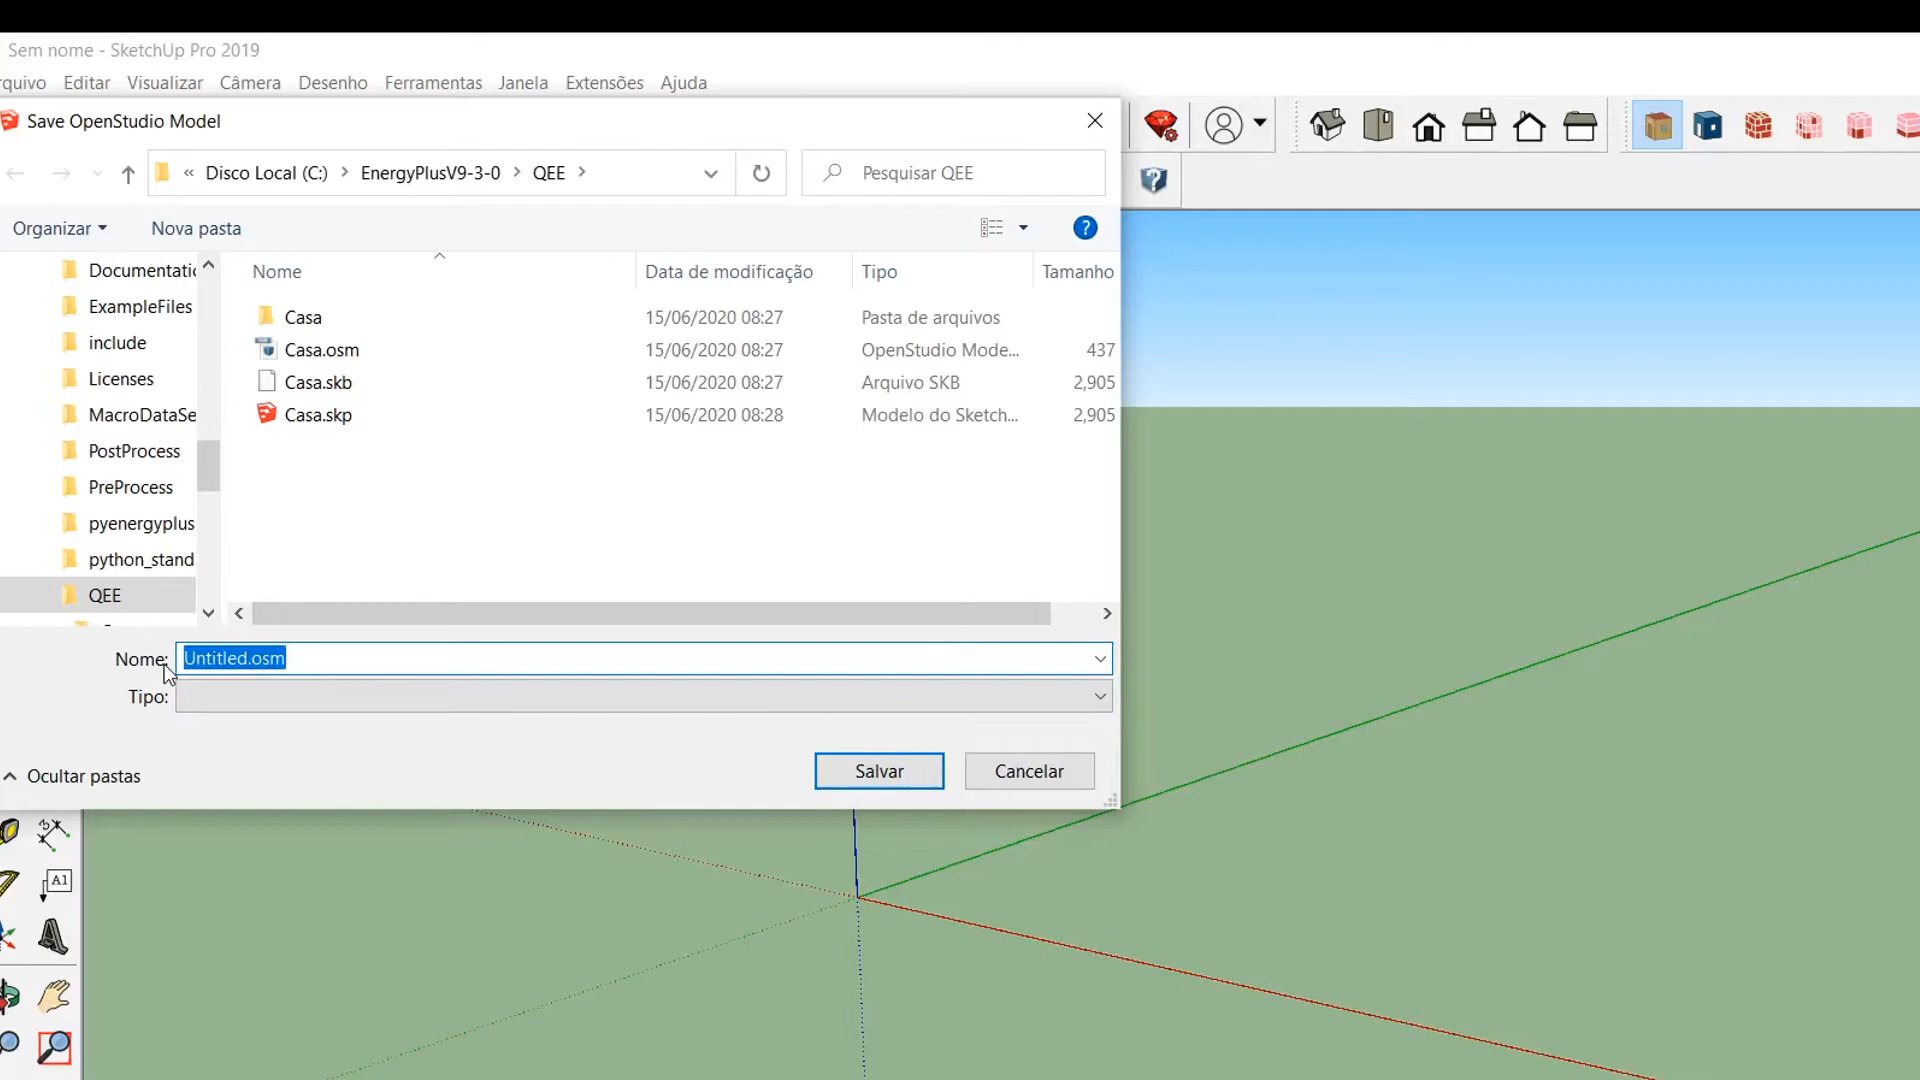 Sem nome - SketchUp Pro 2019
rquivo Editar Visualizar Câmera Desenho Ferramentas Janela Extensões Ajuda
Save OpenStudio Model
« Disco Local (C:) › EnergyPlusV9-3-0 › QEE ›
Pesquisar QEE
Organizar
Nova pasta
Documentatic
ExampleFiles
include
Licenses
MacroDataSe
PostProcess
PreProcess
pyenergyplus
python_stand
QEE
Nome Data de modificação Tipo Tamanho
Casa 15/06/2020 08:27 Pasta de arquivos
Casa.osm 15/06/2020 08:27 OpenStudio Mode... 437
Casa.skb 15/06/2020 08:27 Arquivo SKB 2,905
Casa.skp 15/06/2020 08:28 Modelo do Sketch... 2,905
Nome: Untitled.osm
Tipo:
Ocultar pastas
Salvar
Cancelar
A1